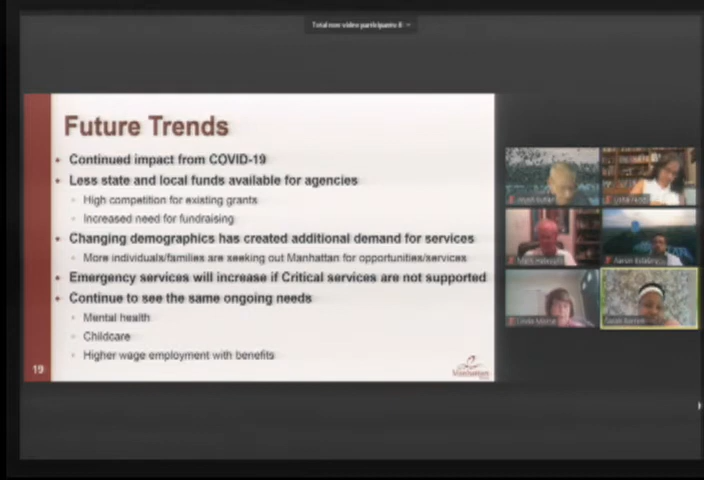 Total non video participants 8
Future Trends
• Continued impact from COVID-19
• Less state and local funds available for agencies
• High competition for existing grants
• Increased need for fundraising
• Changing demographics has created additional demand for services
• More individuals/families are seeking out Manhattan for opportunities/services
• Emergency services will increase if Critical services are not supported
• Continue to see the same ongoing needs
• Mental health
• Childcare
• Higher wage employment with benefits
19
Manhattan
Linda Morse